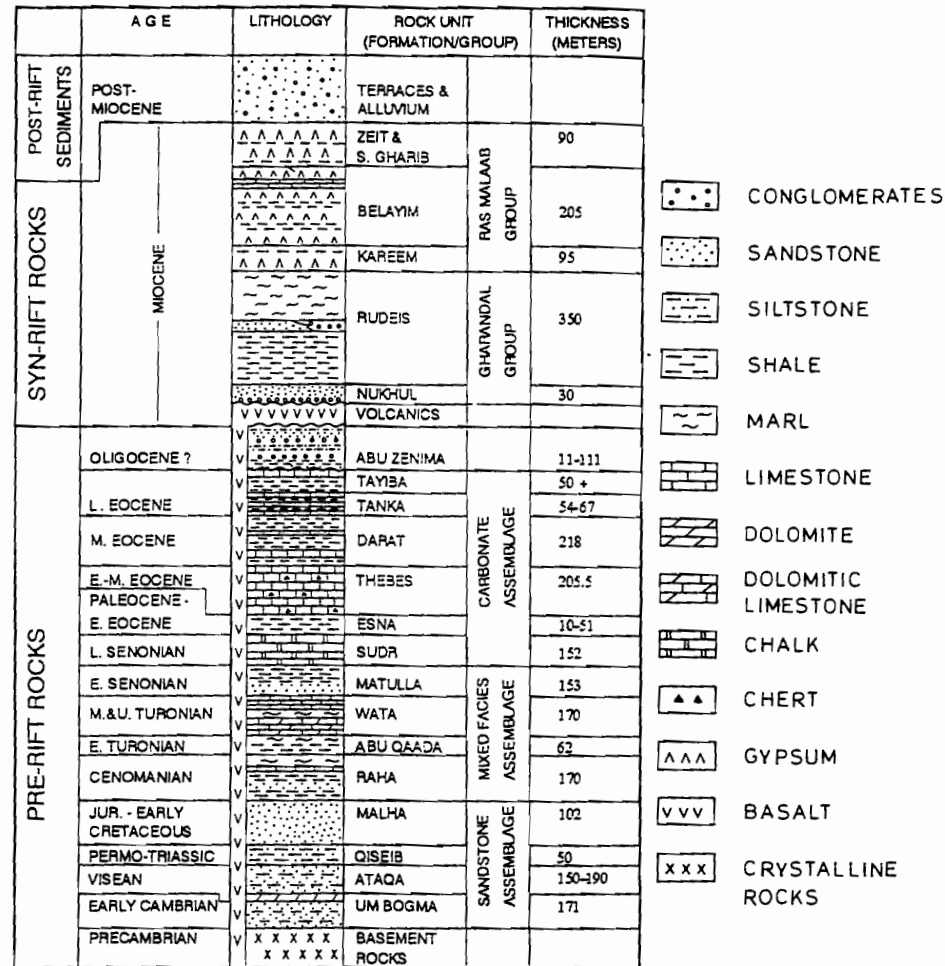 AGE LITHOLOGY ROCK UNIT THICKNESS
(FORMATION/GROUP) (METERS)
POST-RIFT
SEDIMENTS
POST-
MIOCENE
TERRACES &
ALLUVIUM
SYN-RIFT ROCKS
MIOCENE
ZEIT &
S. GHARIB
90
BELAYIM 205
KAREEM 95
RAS MALAAB
GROUP
RUDEIS 350
NUKHUL 30
GHARANDAL
GROUP
VOLCANICS
PRE-RIFT ROCKS
OLIGOCENE ? ABU ZENIMA 11-111
TAYIBA 50 +
L. EOCENE TANKA 54-67
M. EOCENE DARAT 218
E.-M. EOCENE THEBES 205.5
PALEOCENE-
E. EOCENE ESNA 10-51
L. SENONIAN SUDR 152
CARBONATE
ASSEMBLAGE
E. SENONIAN MATULLA 153
M.&U. TURONIAN WATA 170
E. TURONIAN ABU QAADA 62
CENOMANIAN RAHA 170
MIXED FACIES
ASSEMBLAGE
JUR. - EARLY
CRETACEOUS
MALHA 102
PERMO-TRIASSIC QISEIB 50
VISEAN ATAQA 150-190
EARLY CAMBRIAN UM BOGMA 171
SANDSTONE
ASSEMBLAGE
PRECAMBRIAN BASEMENT
ROCKS
CONGLOMERATES
SANDSTONE
SILTSTONE
SHALE
MARL
LIMESTONE
DOLOMITE
DOLOMITIC
LIMESTONE
CHALK
CHERT
GYPSUM
BASALT
CRYSTALLINE
ROCKS